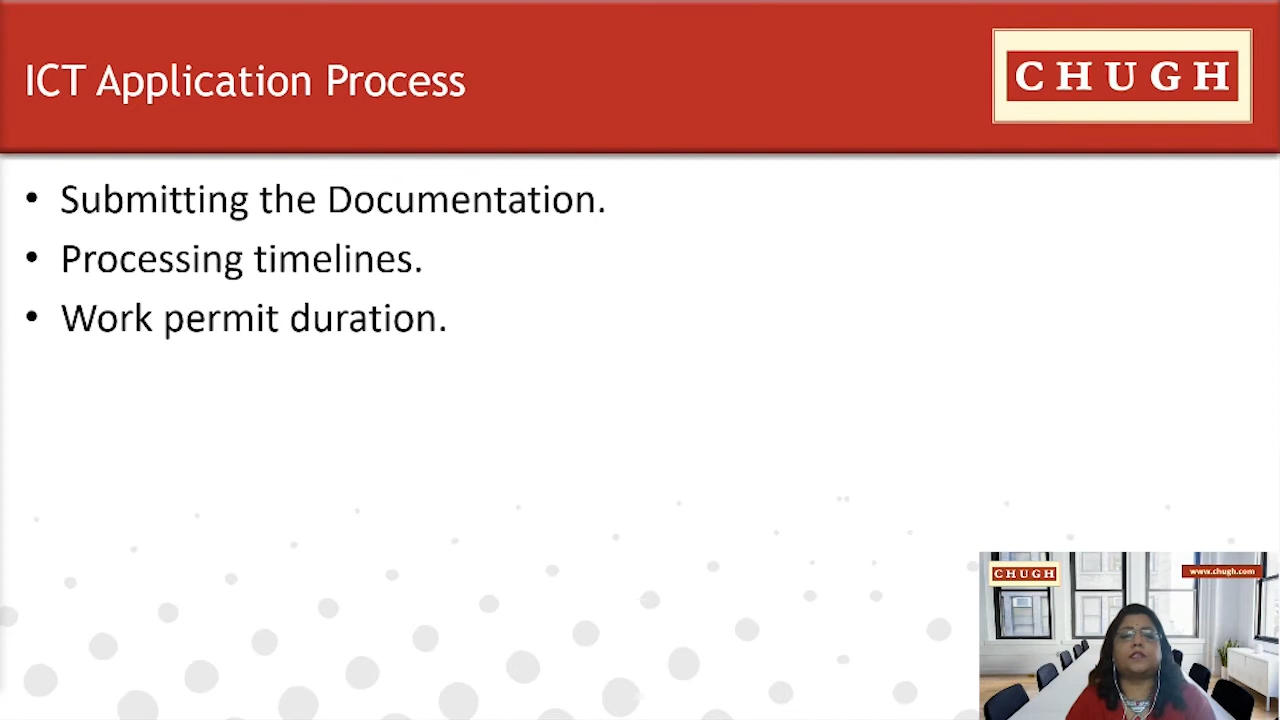 ICT Application Process
CHUGH
• Submitting the Documentation.
• Processing timelines.
• Work permit duration.
CHUGH
www.chugh.com